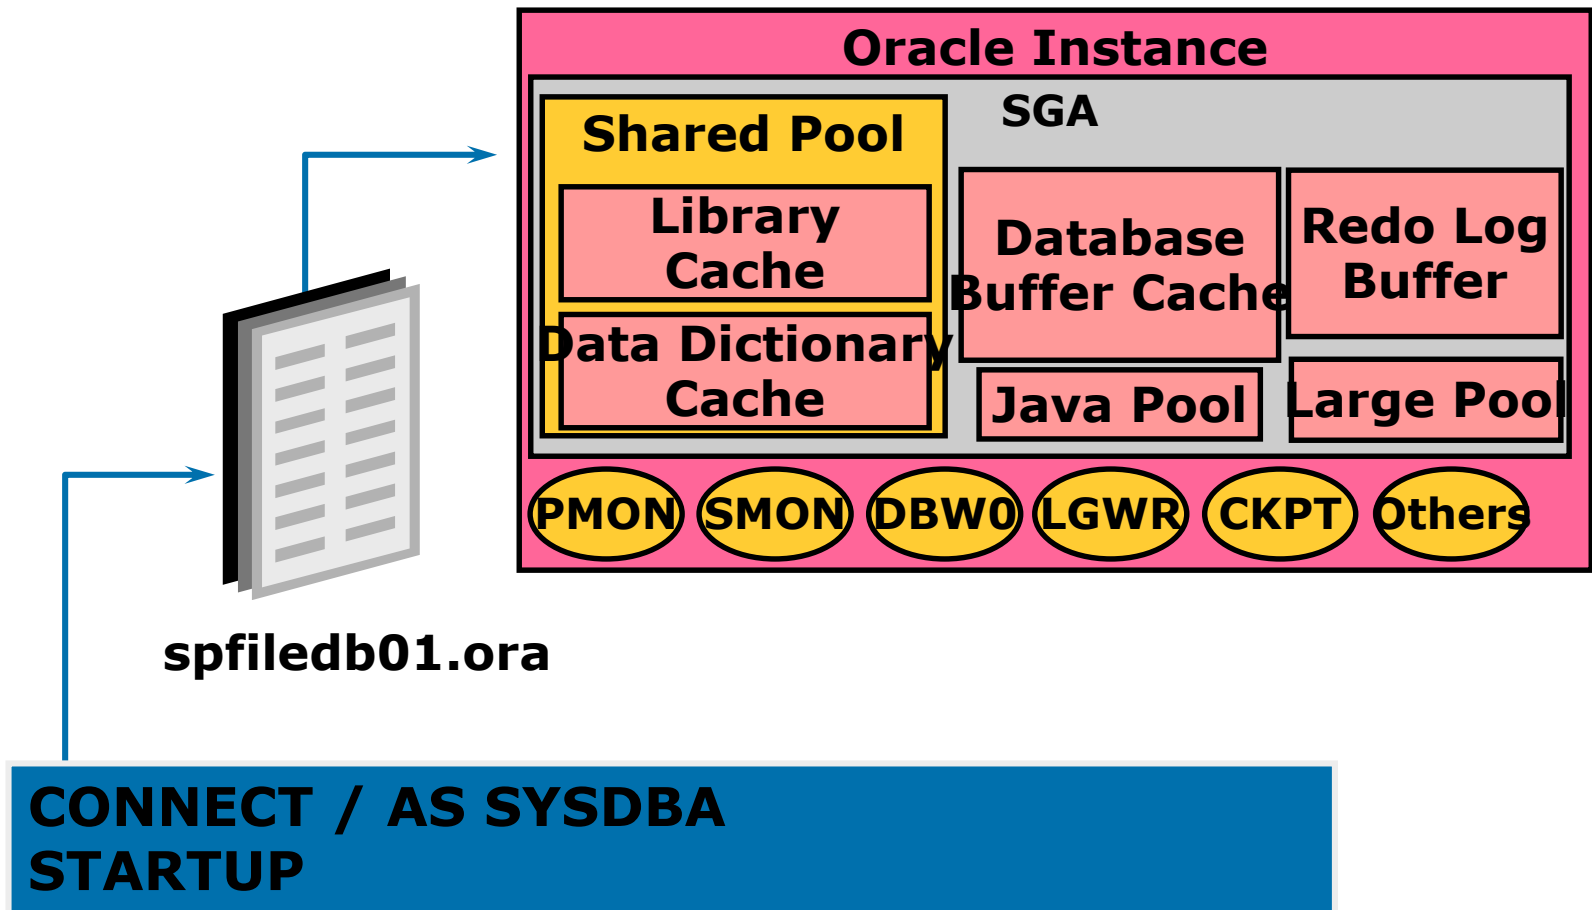 Oracle Instance
SGA
Shared Pool
Library
Cache
Data Dictionary
Cache
Database
Buffer Cache
Redo Log
Buffer
Java Pool
Large Pool
PMON
SMON
DBW0
LGWR
CKPT
Others
spfiledb01.ora
CONNECT / AS SYSDBA
STARTUP